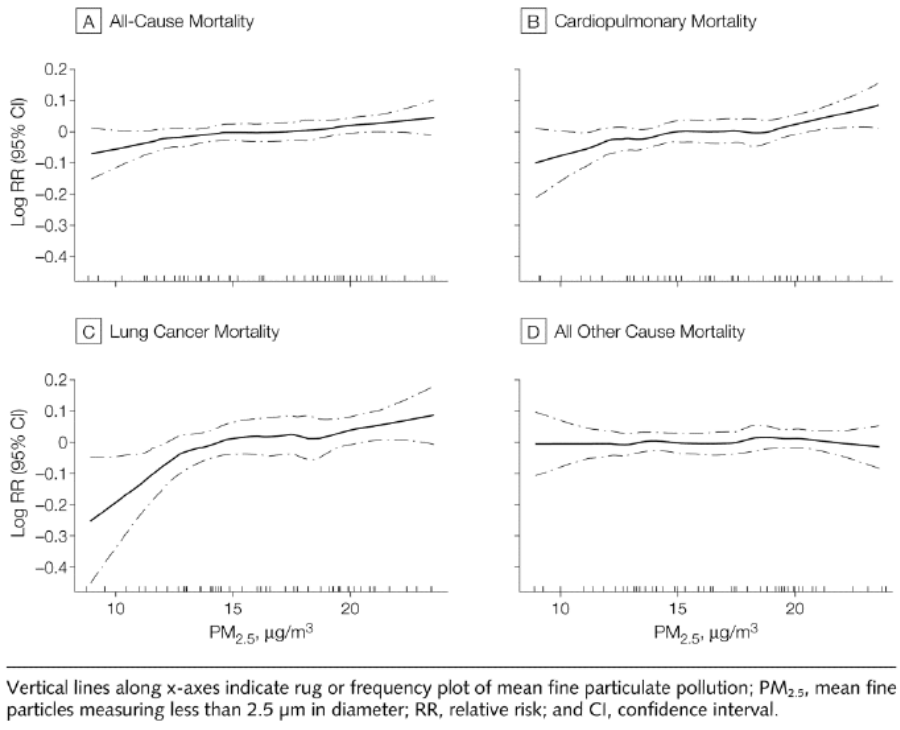 A All-Cause Mortality
B Cardiopulmonary Mortality
0.2
0.1
0
−0.1
−0.2
−0.3
−0.4
Log RR (95% CI)
C Lung Cancer Mortality
D All Other Cause Mortality
0.2
0.1
0
−0.1
−0.2
−0.3
−0.4
Log RR (95% CI)
10 15 20
PM2.5, µg/m3
10 15 20
PM2.5, µg/m3
Vertical lines along x-axes indicate rug or frequency plot of mean fine particulate pollution; PM2.5, mean fine
particles measuring less than 2.5 µm in diameter; RR, relative risk; and CI, confidence interval.